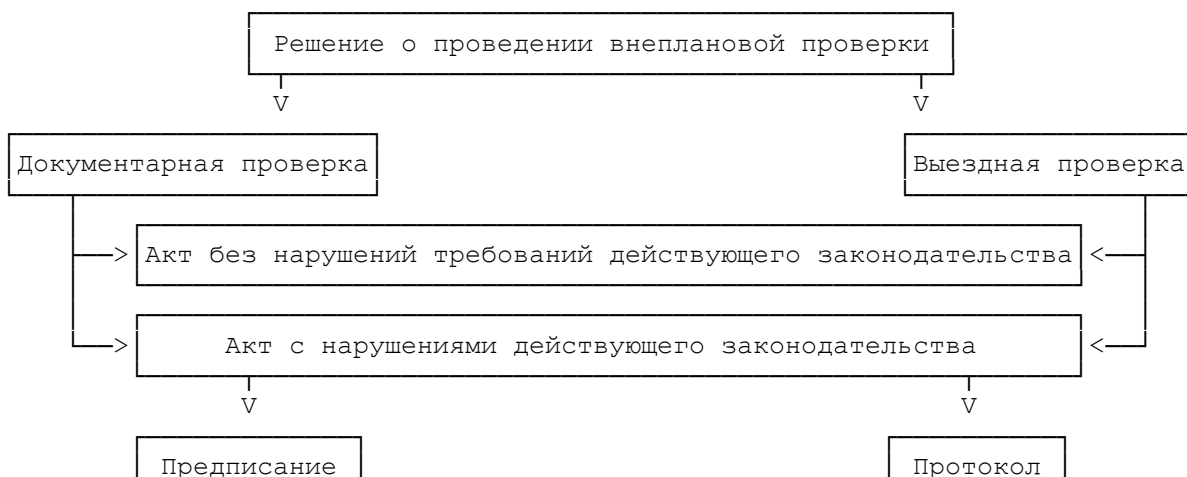 Решение о проведении внеплановой проверки
V V
Документарная проверка Выездная проверка
Акт без нарушений требований действующего законодательства
Акт с нарушениями действующего законодательства
V V
Предписание Протокол